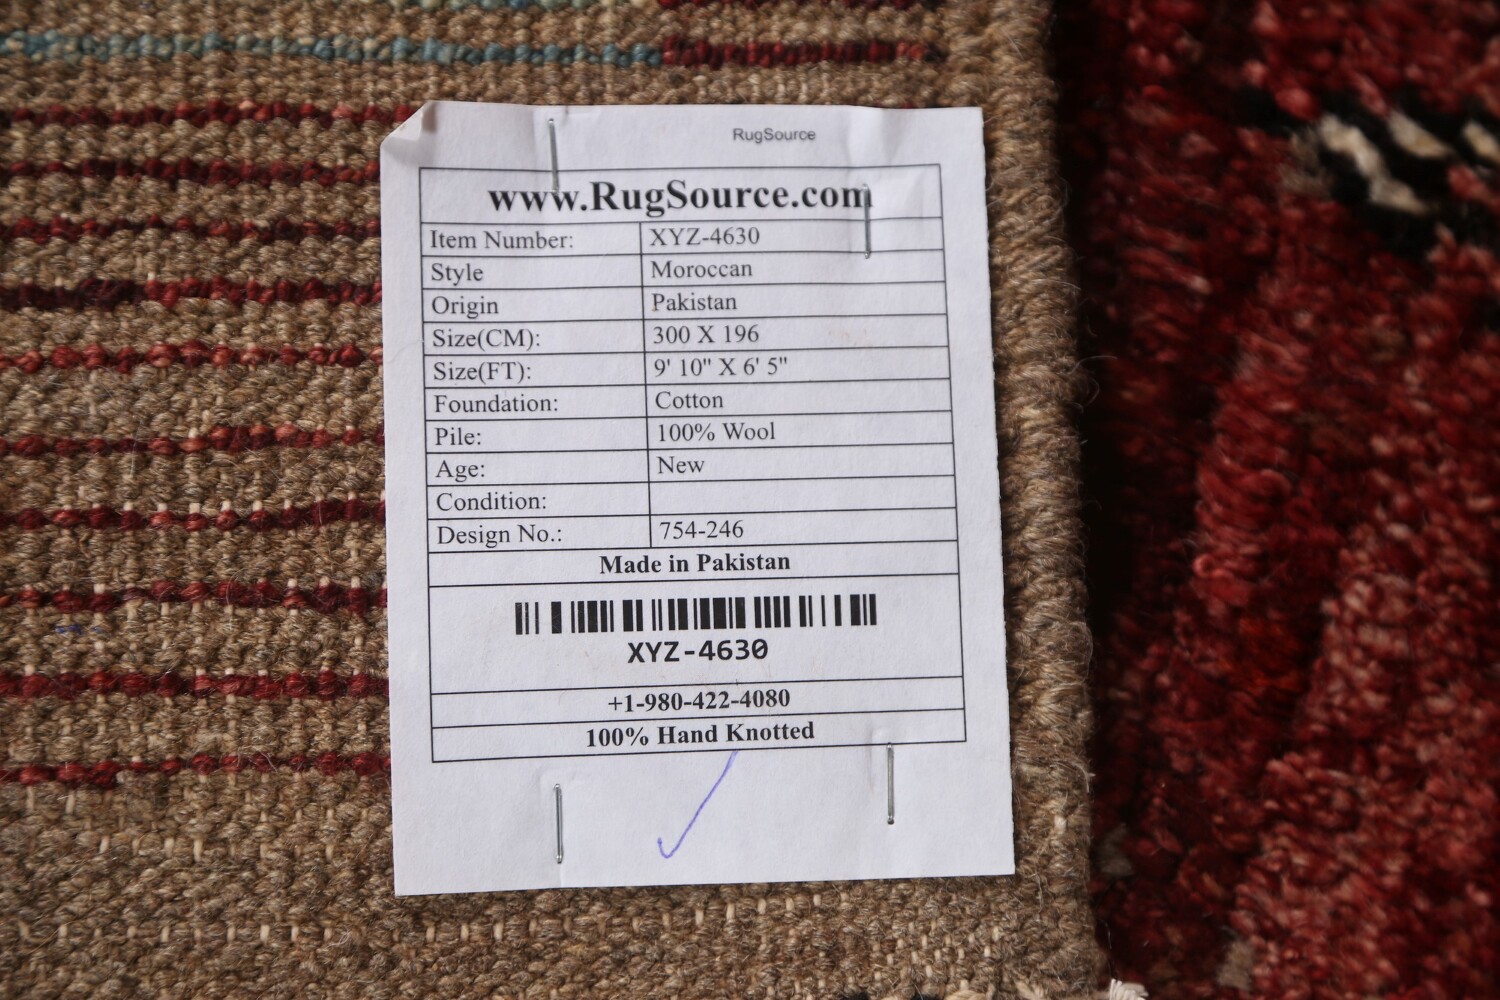 RugSource
www.RugSource.com
Item Number: XYZ-4630
Style Moroccan
Origin Pakistan
Size(CM): 300 X 196
Size(FT): 9' 10" X 6' 5"
Foundation: Cotton
Pile: 100% Wool
Age: New
Condition:
Design No.: 754-246
Made in Pakistan
XYZ-4630
+1-980-422-4080
100% Hand Knotted